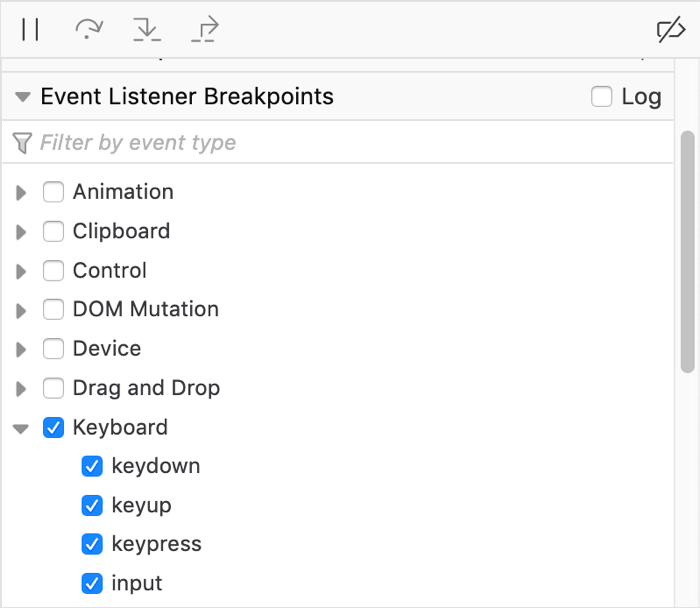 Event Listener Breakpoints Log
Filter by event type
Animation
Clipboard
Control
DOM Mutation
Device
Drag and Drop
Keyboard
keydown
keyup
keypress
input